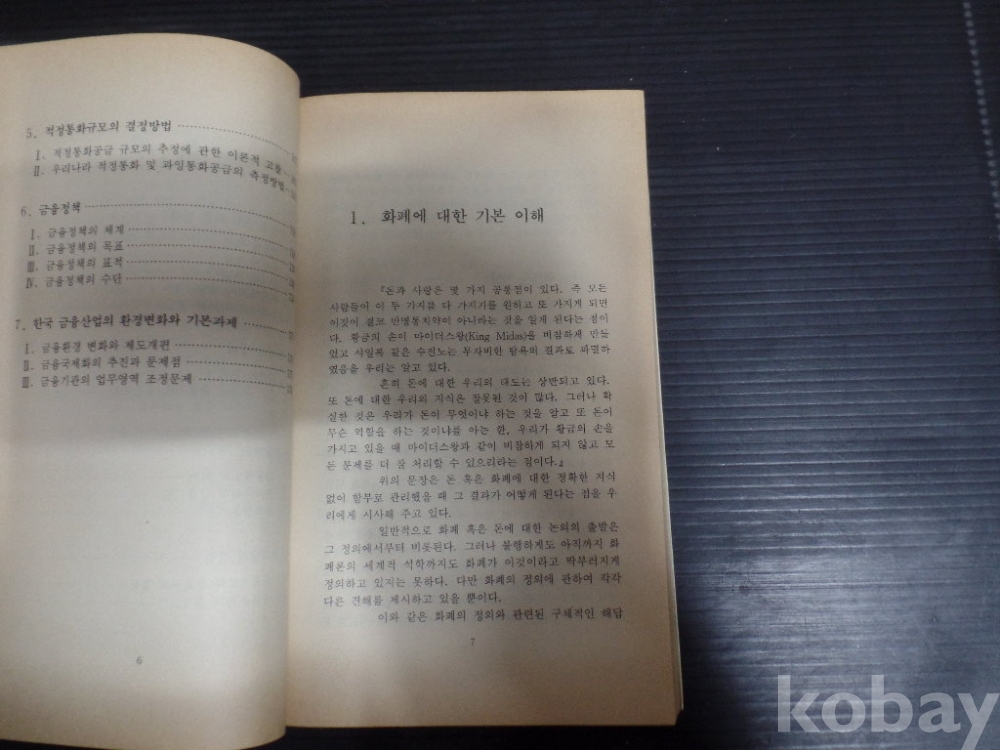 5. 적정통화규모의 결정방법
Ⅰ. 적정통화공급 규모의 추정에 관한 이론적 고찰
Ⅱ. 우리나라 적정통화 및 과잉통화공급의 측정방법
6. 금융정책
Ⅰ. 금융정책의 체계
Ⅱ. 금융정책의 목표
Ⅲ. 금융정책의 표적
Ⅳ. 금융정책의 수단
7. 한국 금융산업의 환경변화와 기본과제
Ⅰ. 금융환경 변화와 제도개편
Ⅱ. 금융국제화의 추진과 문제점
Ⅲ. 금융기관의 업무영역 조정문제
6
1. 화폐에 대한 기본 이해
『돈과 사랑은 몇 가지 공통점이 있다. 즉 모든
사람들이 이 두 가지를 다 가지기를 원하고 또 가지게 되면
이것이 결코 만병통치약이 아니라는 것을 알게 된다는 점이
다. 황금의 손이 마이더스왕(King Midas)를 비참하게 만들
었고 샤일록 같은 수전노는 무자비한 탐욕의 결과로 파멸하
였음을 우리는 알고 있다.
흔히 돈에 대한 우리의 태도는 상반되고 있다.
또 돈에 대한 우리의 지식은 잘못된 것이 많다. 그러나 확
실한 것은 우리가 돈이 무엇이냐 하는 것을 알고 또 돈이
무슨 역할을 하는 것이냐를 아는 한, 우리가 황금의 손을
가지고 있을 때 마이더스왕과 같이 비참하게 되지 않고 모
든 문제를 더 잘 처리할 수 있으리라는 점이다.』
위의 문장은 돈 혹은 화폐에 대한 정확한 지식
없이 함부로 관리했을 때 그 결과가 어떻게 된다는 점을 우
리에게 시사해 주고 있다.
일반적으로 화폐 혹은 돈에 대한 논의의 출발은
그 정의에서부터 비롯된다. 그러나 불행하게도 아직까지 화
폐론의 세계적 석학까지도 화폐가 이것이라고 박부러지게
정의하고 있지는 못하다. 다만 화폐의 정의에 관하여 각각
다른 견해를 제시하고 있을 뿐이다.
이와 같은 화폐의 정의와 관련된 구체적인 해답
7
kobay